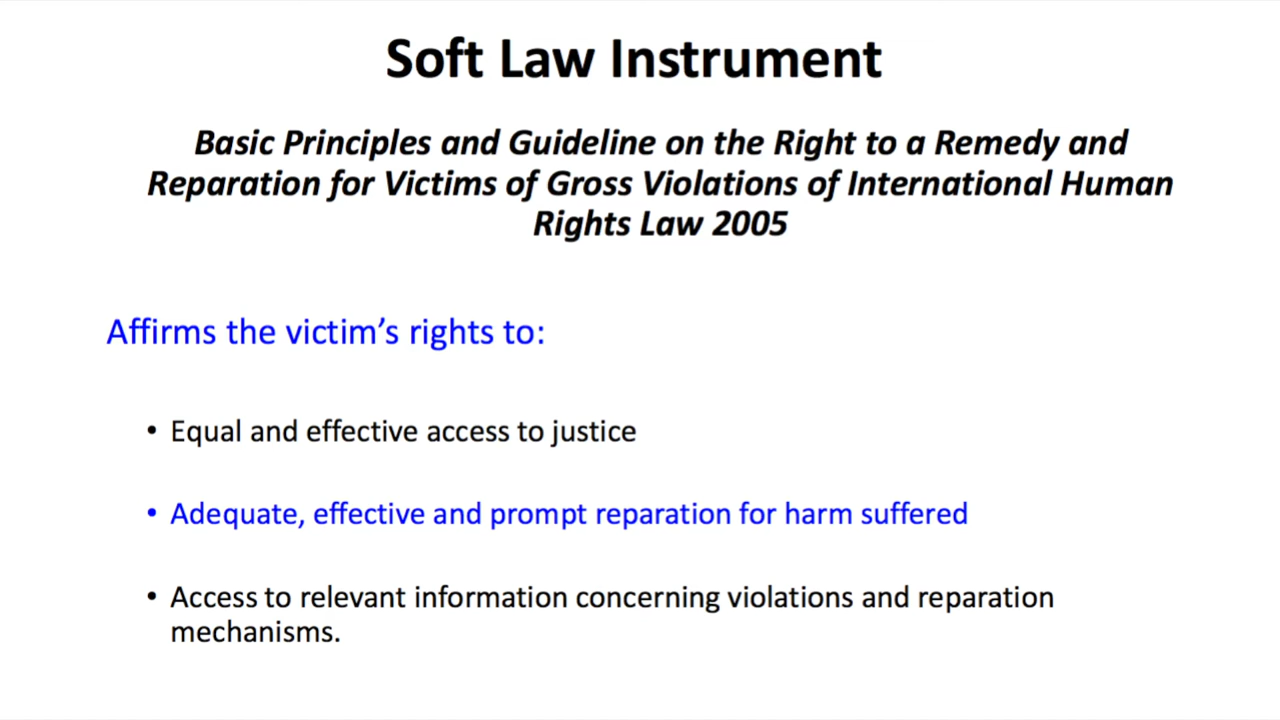 Soft Law Instrument
Basic Principles and Guideline on the Right to a Remedy and
Reparation for Victims of Gross Violations of International Human
Rights Law 2005
Affirms the victim’s rights to:
• Equal and effective access to justice
• Adequate, effective and prompt reparation for harm suffered
• Access to relevant information concerning violations and reparation
mechanisms.